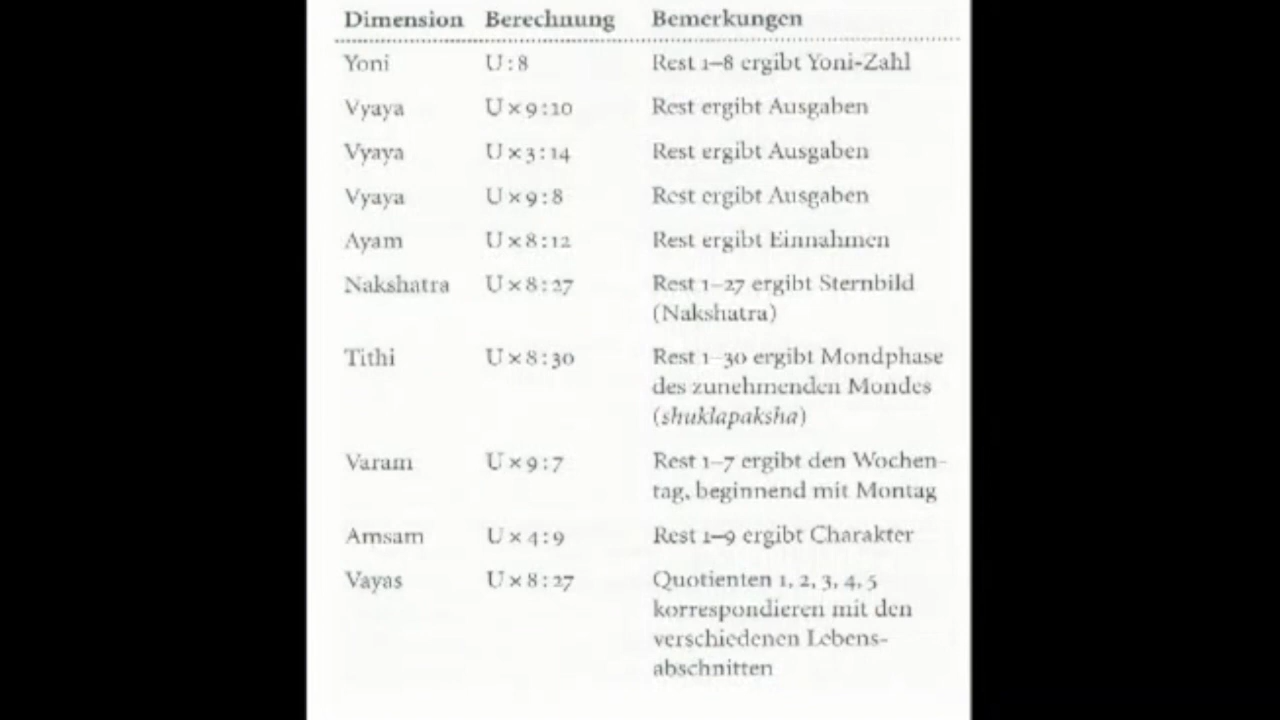 Dimension Berechnung Bemerkungen
Yoni U : 8 Rest 1–8 ergibt Yoni-Zahl
Vyaya U × 9 : 10 Rest ergibt Ausgaben
Vyaya U × 3 : 14 Rest ergibt Ausgaben
Vyaya U × 9 : 8 Rest ergibt Ausgaben
Ayam U × 8 : 12 Rest ergibt Einnahmen
Nakshatra U × 8 : 27 Rest 1–27 ergibt Sternbild
(Nakshatra)
Tithi U × 8 : 30 Rest 1–30 ergibt Mondphase
des zunehmenden Mondes
(shuklapaksha)
Varam U × 9 : 7 Rest 1–7 ergibt den Wochen-
tag, beginnend mit Montag
Amsam U × 4 : 9 Rest 1–9 ergibt Charakter
Vayas U × 8 : 27 Quotienten 1, 2, 3, 4, 5
korrespondieren mit den
verschiedenen Lebens-
abschnitten